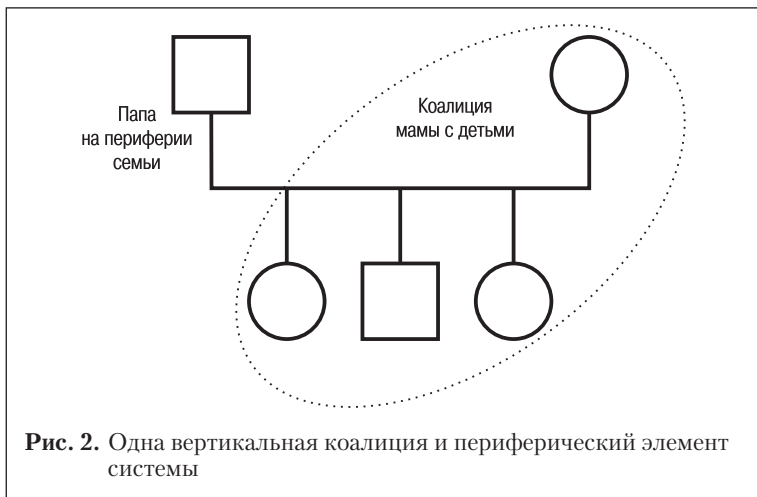 Папа
на периферии
семьи
Коалиция
мамы с детьми
Рис. 2. Одна вертикальная коалиция и периферический элемент
системы